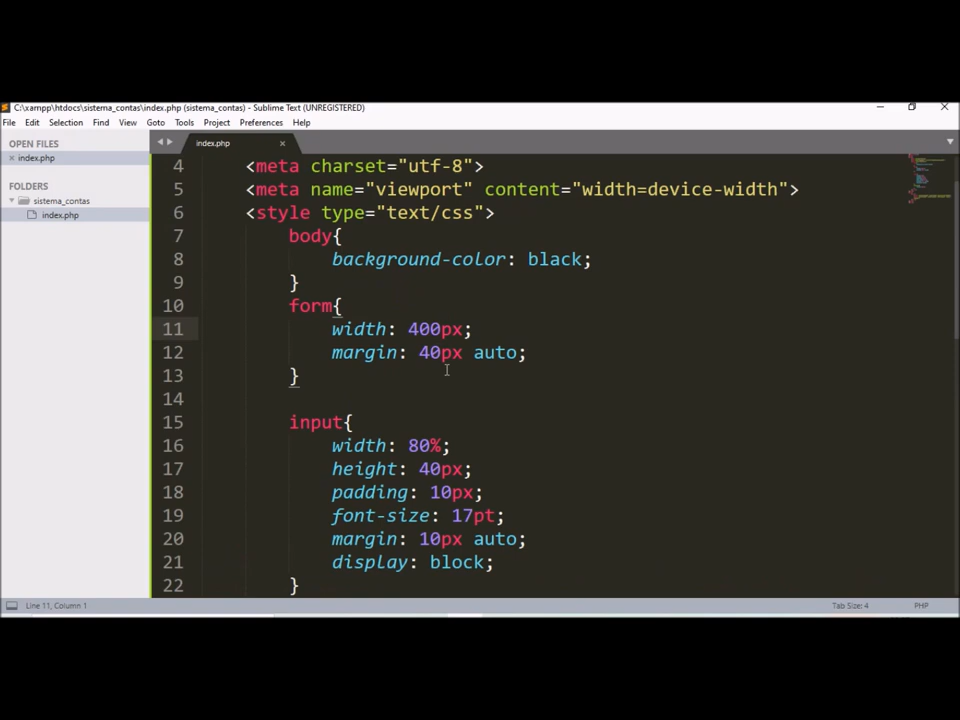 C:\xampp\htdocs\sistema_contas\index.php (sistema_contas) - Sublime Text (UNREGISTERED)
File Edit Selection Find View Goto Tools Project Preferences Help
OPEN FILES
index.php
FOLDERS
sistema_contas
index.php
index.php
4 <meta charset="utf-8">
5 <meta name="viewport" content="width=device-width">
6 <style type="text/css">
7 body{
8 background-color: black;
9 }
10 form{
11 width: 400px;
12 margin: 40px auto;
13 }
14
15 input{
16 width: 80%;
17 height: 40px;
18 padding: 10px;
19 font-size: 17pt;
20 margin: 10px auto;
21 display: block;
22 }
Line 11, Column 1
Tab Size: 4 PHP